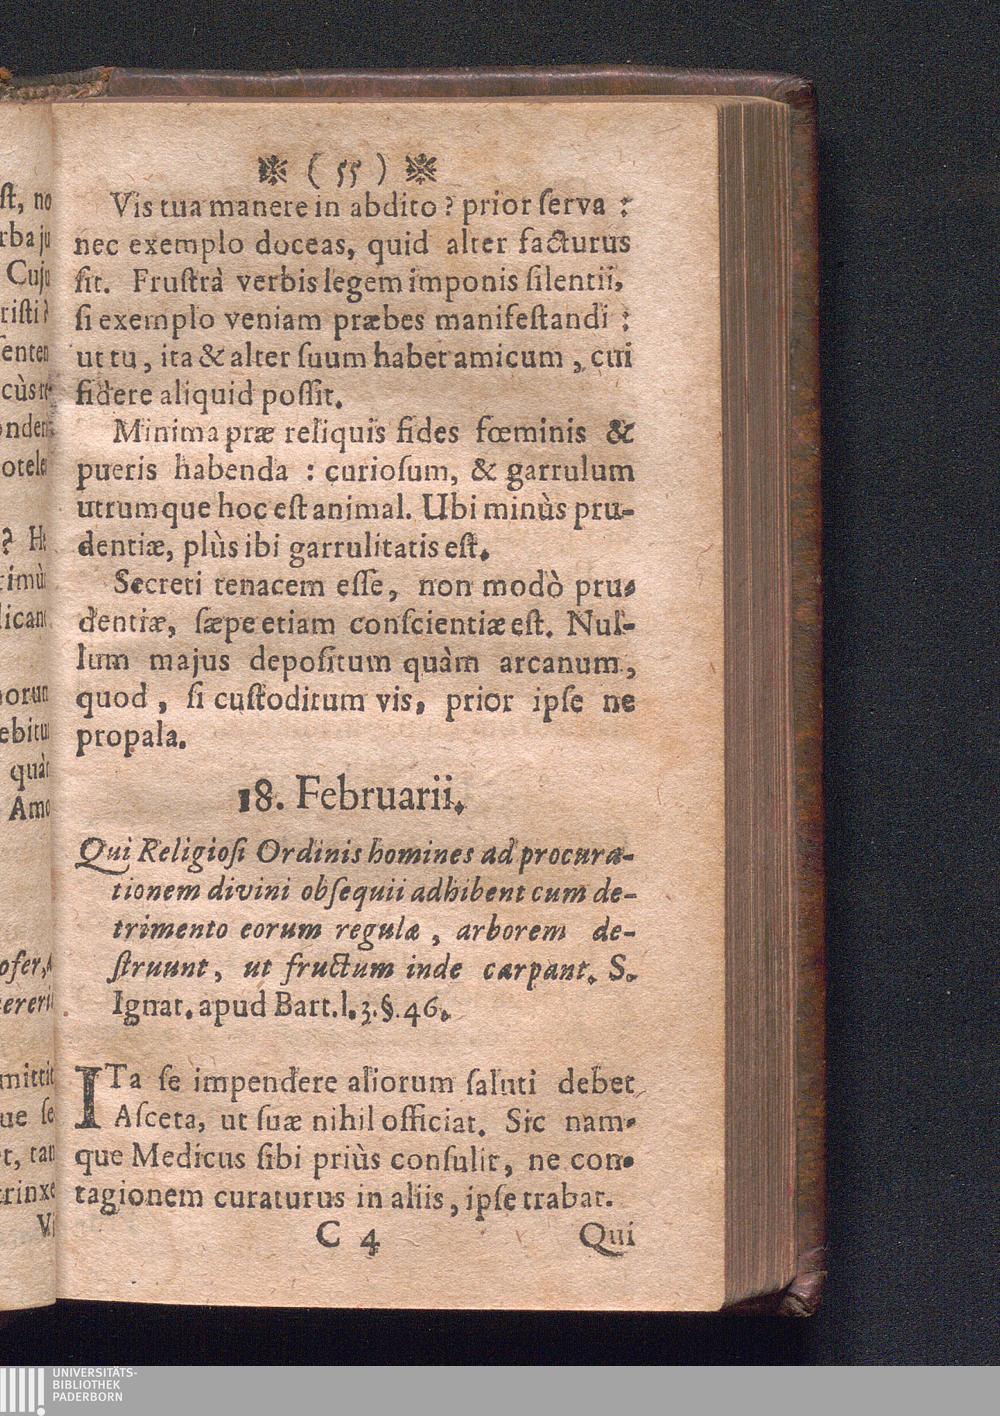 ※ ( 55 ) ※
Vis tua manere in abdito? prior ſerva :
nec exemplo doceas, quid alter facturus
ſit. Fruſtrà verbis legem imponis ſilentii,
ſi exemplo veniam præbes manifeſtandi :
ut tu, ita & alter ſuum habet amicum, cui
fidere aliquid poſſit.
Minima præ reliquis fides fœminis &
pueris habenda : curioſum, & garrulum
utrumque hoc eſt animal. Ubi minùs pru-
dentiæ, plùs ibi garrulitatis eſt.
Secreti tenacem eſſe, non modò pru-
dentiæ, ſæpe etiam conſcientiæ eſt. Nul-
lum majus depoſitum quàm arcanum,
quod, ſi cuſtoditum vis, prior ipſe ne
propala.
18. Februarii.
Qui Religioſi Ordinis homines ad procura-
tionem divini obſequii adhibent cum de-
trimento eorum regulæ, arborem de-
ſtruunt, ut fructum inde carpant. S.
Ignat. apud Bart. l. 3. §. 46.
ITa ſe impendere aliorum ſaluti debet
Aſceta, ut ſuæ nihil officiat. Sic nam-
que Medicus ſibi priùs conſulit, ne con-
tagionem curaturus in aliis, ipſe trahat.
C 4 Qui
UNIVERSITÄTS-
BIBLIOTHEK
PADERBORN